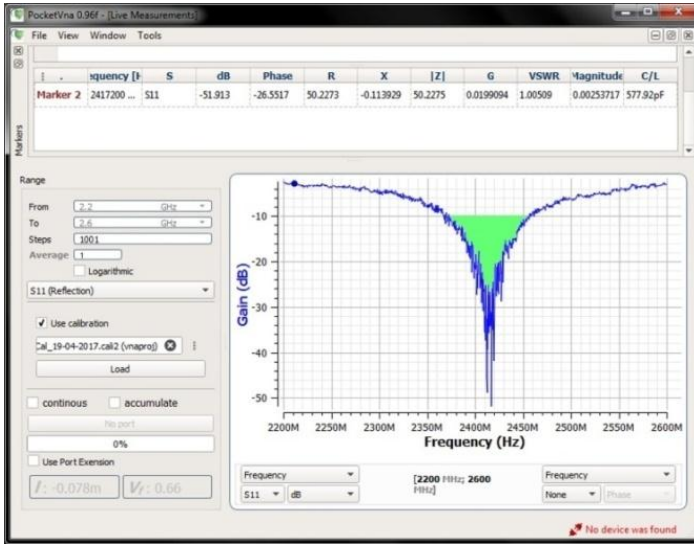 PocketVna 0.96f - [Live Measurements]
File View Window Tools
Markers
. equency [H S dB Phase R X |Z| G VSWR Magnitude C/L
Marker 2 2417200 ... S11 -51.913 -26.5517 50.2273 -0.113929 50.2275 0.0199094 1.00509 0.00253717 577.92pF
Range
From 2.2 GHz
To 2.6 GHz
Steps 1001
Average 1
Logarithmic
S11 (Reflection)
Use calibration
Cal_19-04-2017.cali2 (vnaproj)
Load
continous accumulate
No port
0%
Use Port Exension
I : -0.078m Vr : 0.66
Gain (dB)
-10
-20
-30
-40
-50
2200M 2250M 2300M 2350M 2400M 2450M 2500M 2550M 2600M
Frequency (Hz)
Frequency [2200 MHz; 2600 MHz] Frequency
S11 dB None Phase
No device was found